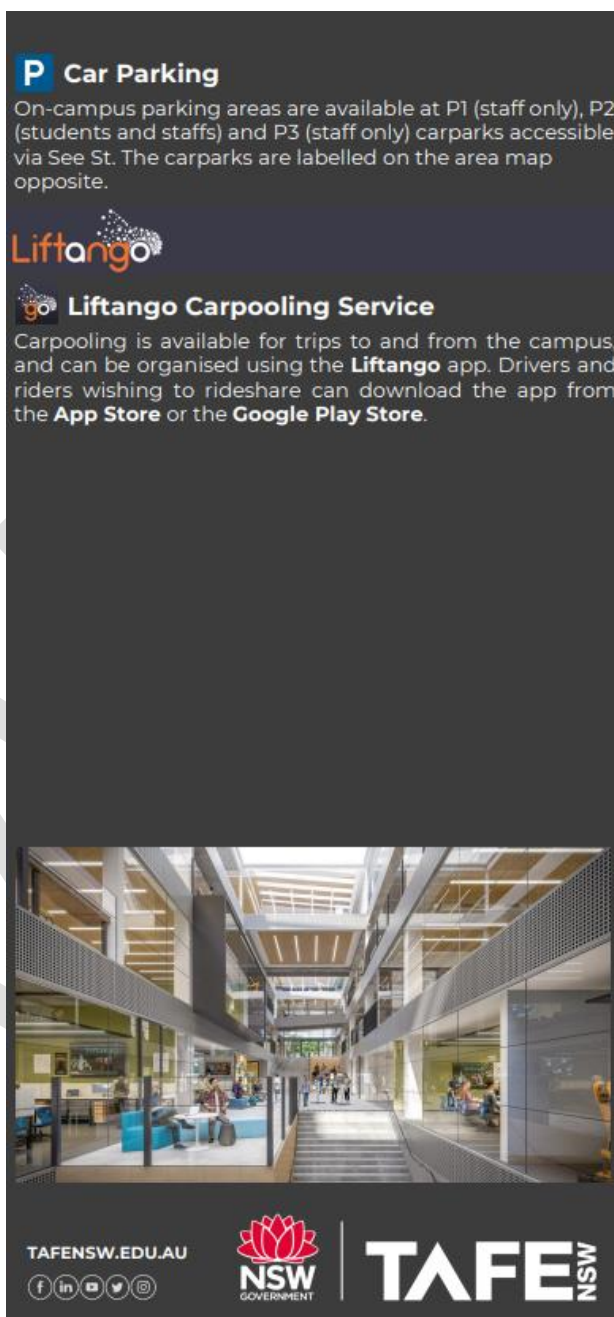 P Car Parking
On-campus parking areas are available at P1 (staff only), P2
(students and staffs) and P3 (staff only) carparks accessible
via See St. The carparks are labelled on the area map
opposite.
Liftango
go Liftango Carpooling Service
Carpooling is available for trips to and from the campus,
and can be organised using the Liftango app. Drivers and
riders wishing to rideshare can download the app from
the App Store or the Google Play Store.
TAFENSW.EDU.AU
f in
NSW
GOVERNMENT
TAFE NSW